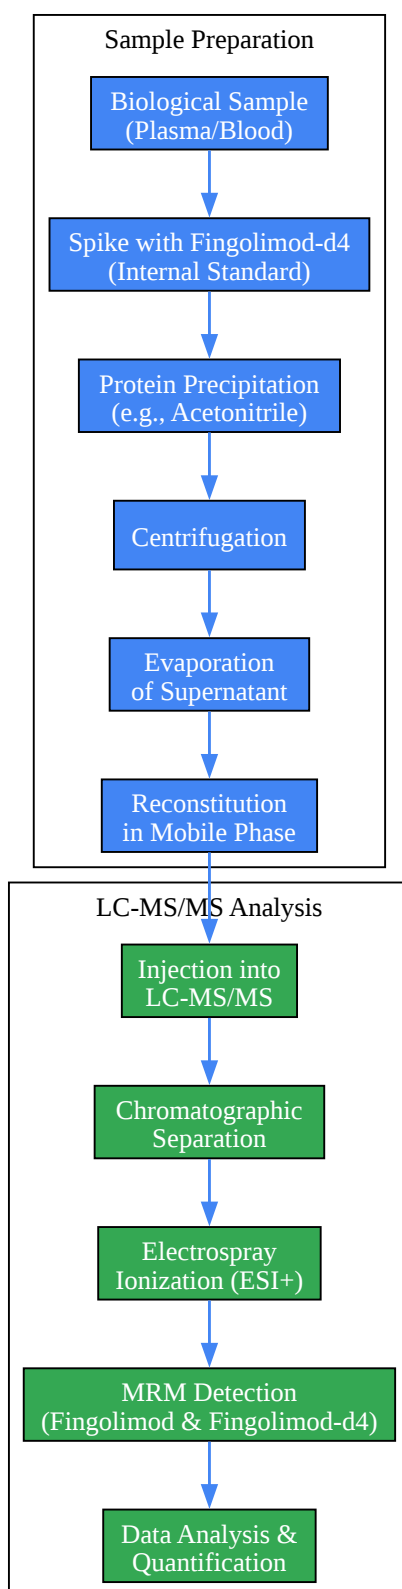 Sample Preparation
Biological Sample
(Plasma/Blood)
Spike with Fingolimod-d4
(Internal Standard)
Protein Precipitation
(e.g., Acetonitrile)
Centrifugation
Evaporation
of Supernatant
Reconstitution
in Mobile Phase
LC-MS/MS Analysis
Injection into
LC-MS/MS
Chromatographic
Separation
Electrospray
Ionization (ESI+)
MRM Detection
(Fingolimod & Fingolimod-d4)
Data Analysis &
Quantification